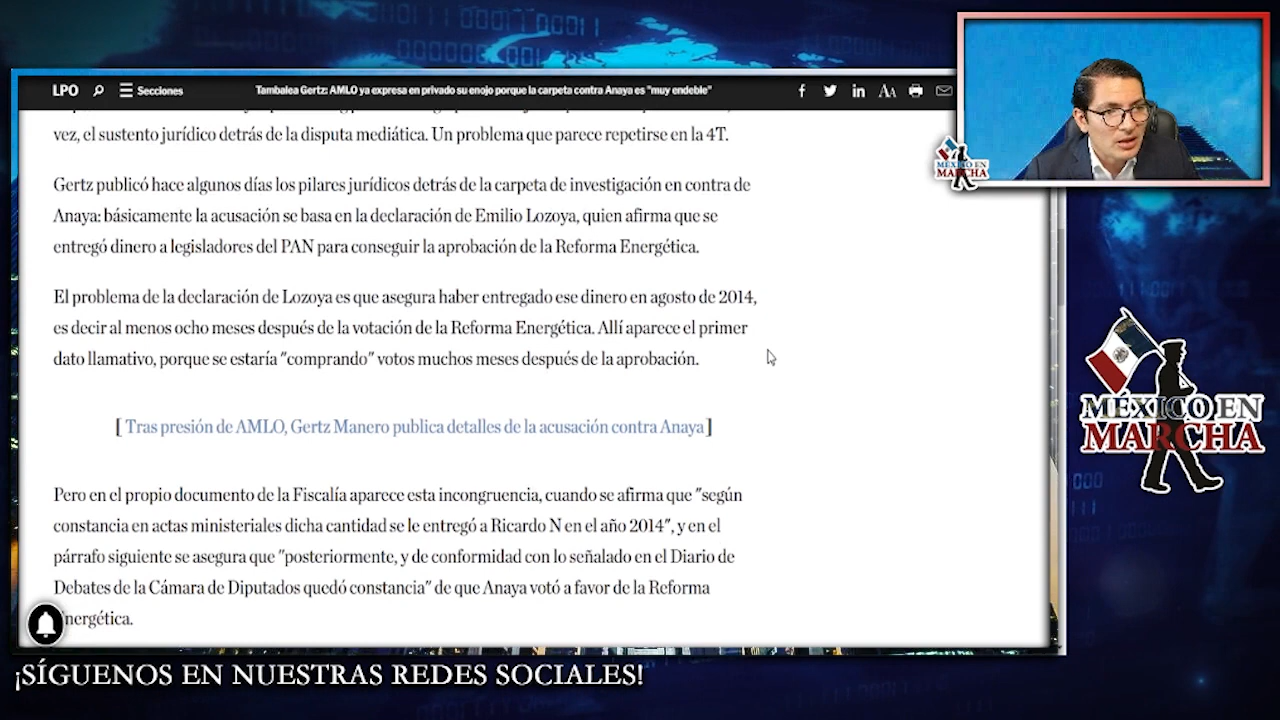 LPO
Secciones
Tambalea Gertz: AMLO ya expresa en privado su enojo porque la carpeta contra Anaya es "muy endeble"
vez, el sustento jurídico detrás de la disputa mediática. Un problema que parece repetirse en la 4T.
Gertz publicó hace algunos días los pilares jurídicos detrás de la carpeta de investigación en contra de
Anaya: básicamente la acusación se basa en la declaración de Emilio Lozoya, quien afirma que se
entregó dinero a legisladores del PAN para conseguir la aprobación de la Reforma Energética.
El problema de la declaración de Lozoya es que asegura haber entregado ese dinero en agosto de 2014,
es decir al menos ocho meses después de la votación de la Reforma Energética. Allí aparece el primer
dato llamativo, porque se estaría "comprando" votos muchos meses después de la aprobación.
[ Tras presión de AMLO, Gertz Manero publica detalles de la acusación contra Anaya ]
Pero en el propio documento de la Fiscalía aparece esta incongruencia, cuando se afirma que "según
constancia en actas ministeriales dicha cantidad se le entregó a Ricardo N en el año 2014", y en el
párrafo siguiente se asegura que "posteriormente, y de conformidad con lo señalado en el Diario de
Debates de la Cámara de Diputados quedó constancia" de que Anaya votó a favor de la Reforma
Energética.
MÉXICO EN
MARCHA
MÉXICO EN
MARCHA
¡SÍGUENOS EN NUESTRAS REDES SOCIALES!